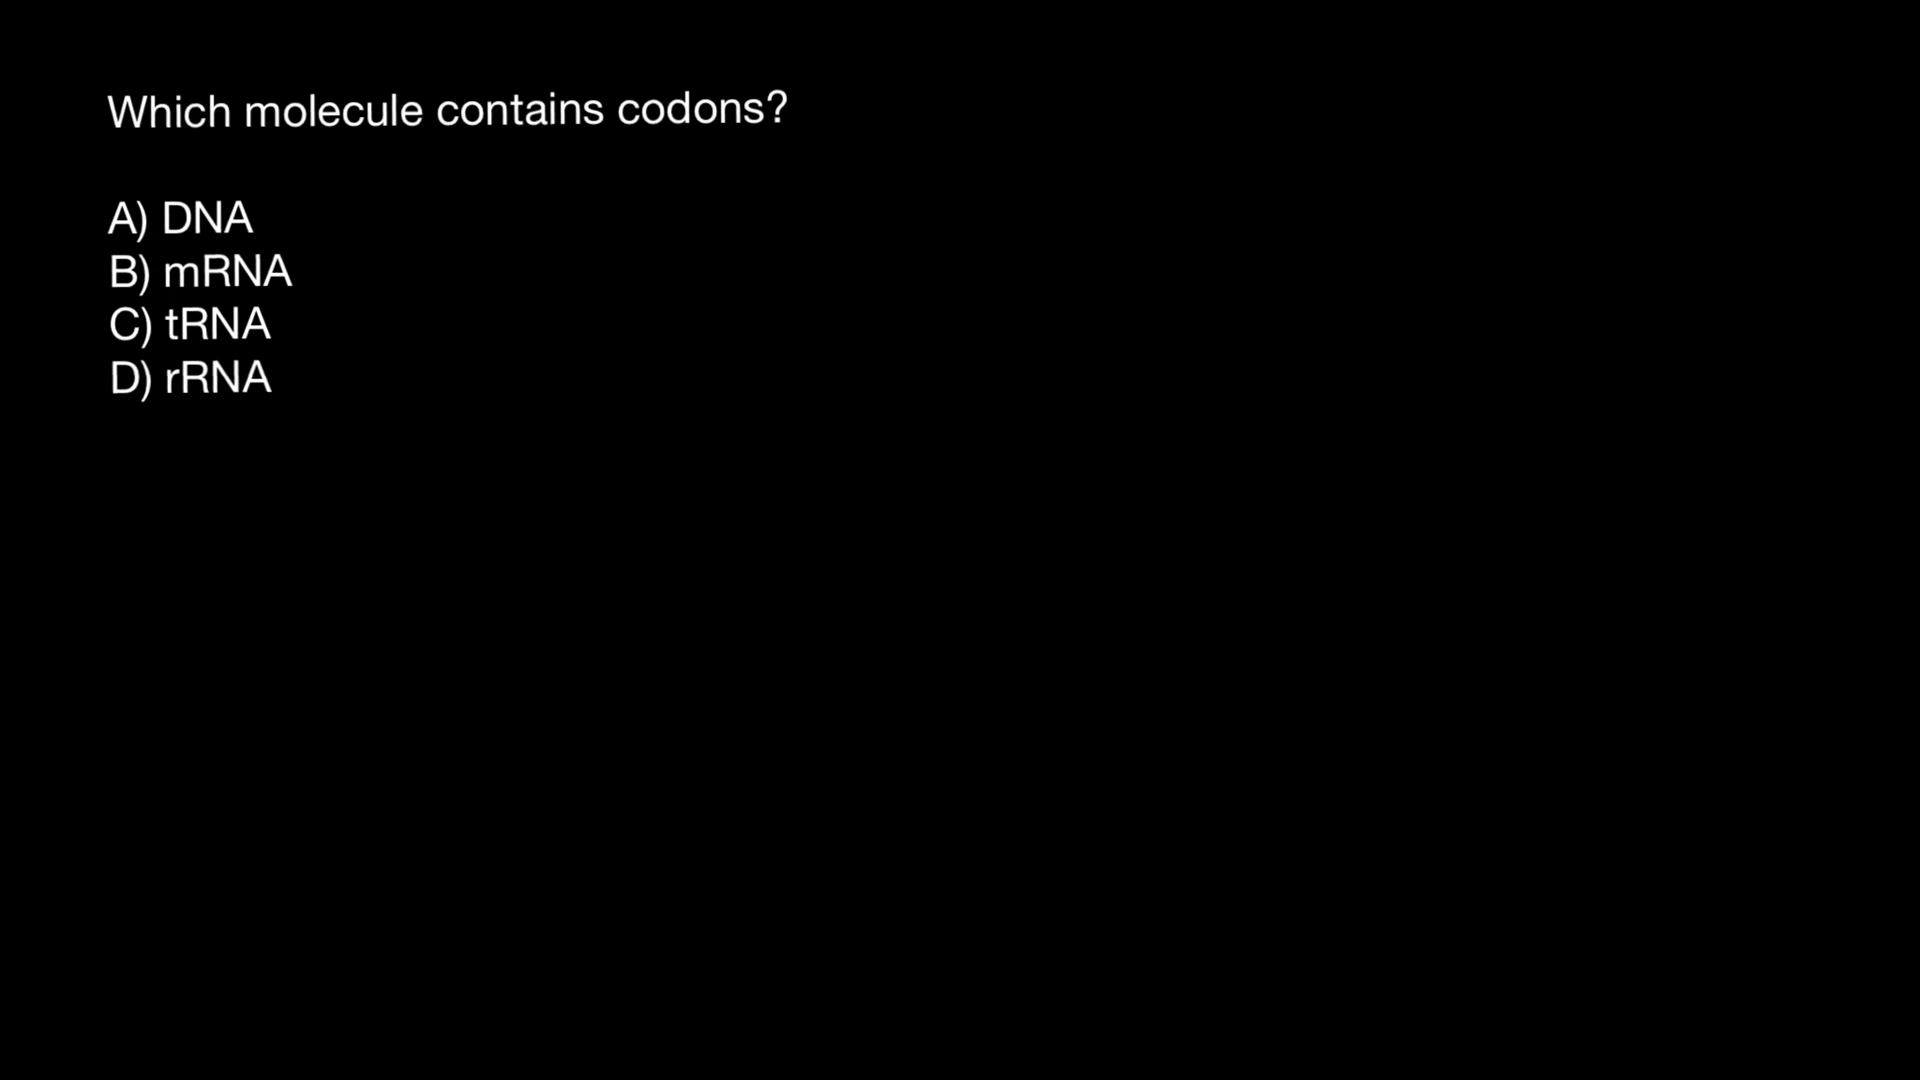 Which molecule contains codons?
A) DNA
B) mRNA
C) tRNA
D) rRNA